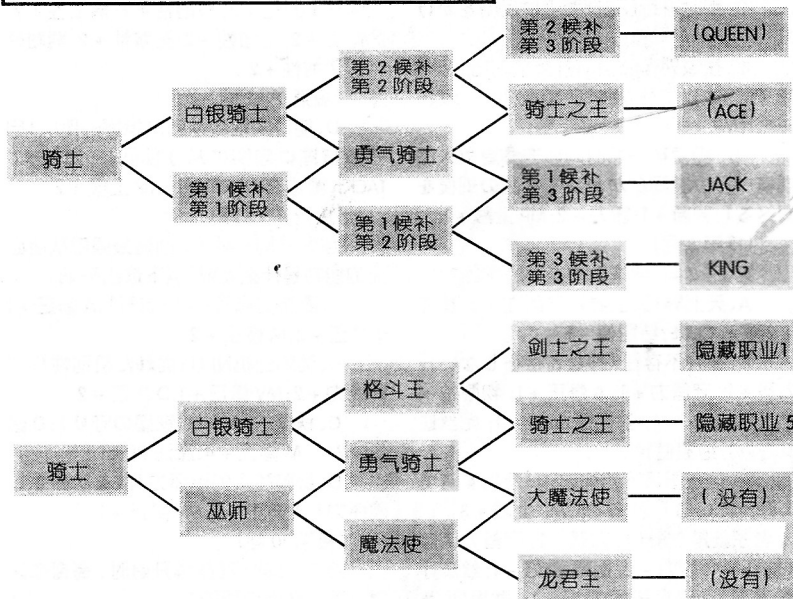 第2候补
第3阶段
(QUEEN)
第2候补
第2阶段
白银骑士
骑士之王
(ACE)
骑士
勇气骑士
第1候补
第1阶段
第1候补
第3阶段
JACK
第1候补
第2阶段
第3候补
第3阶段
KING
剑士之王
隐藏职业1
格斗王
白银骑士
骑士之王
隐藏职业5
骑士
勇气骑士
巫师
大魔法使
(没有)
魔法使
龙君主
(没有)